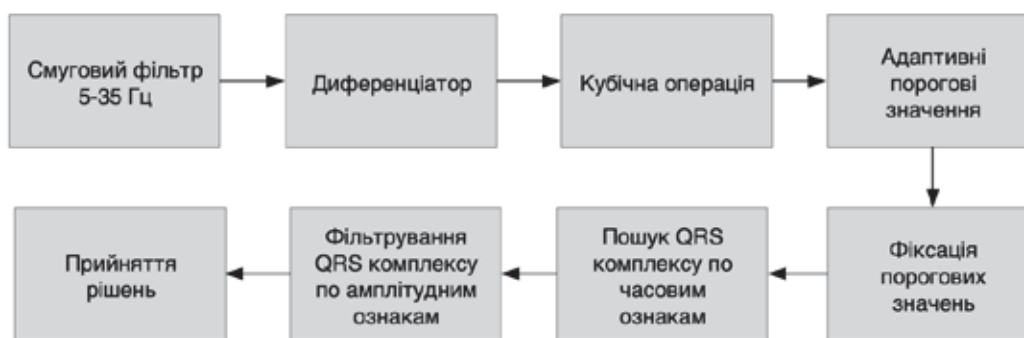 Смуговий фільтр
5-35 Гц
Диференціатор
Кубічна операція
Адаптивні
порогові
значення
Фіксація
порогових
значень
Пошук QRS
комплексу по
часовим
ознакам
Фільтрування
QRS комплексу
по амплітудним
ознакам
Прийняття
рішень